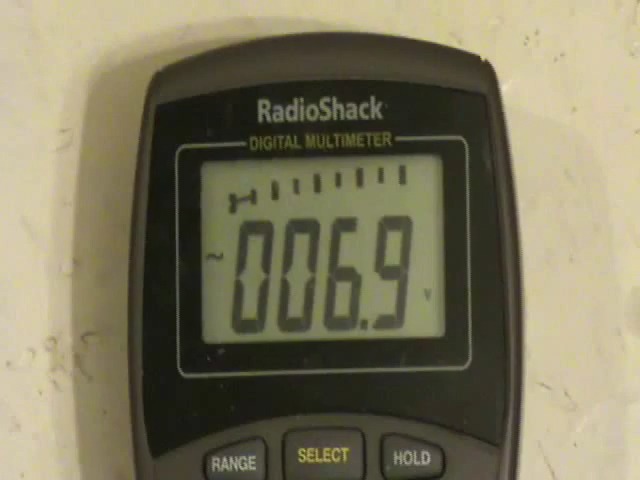 RadioShack
DIGITAL MULTIMETER
~ 006.9 V
RANGE SELECT HOLD